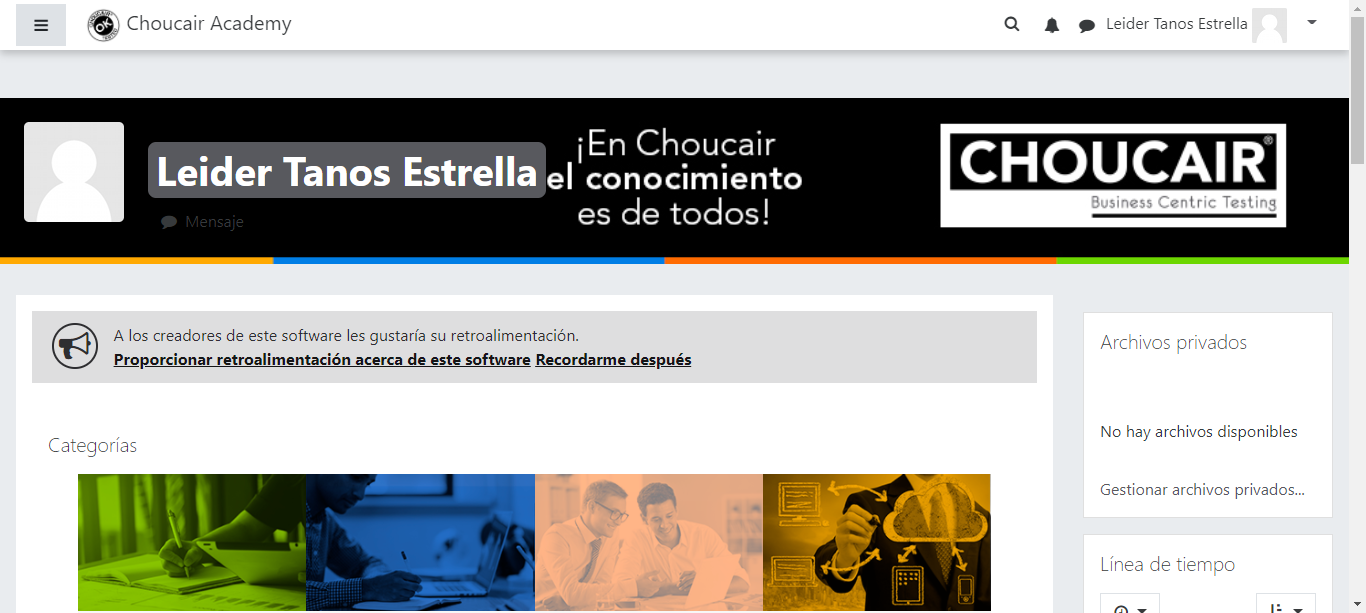 Choucair Academy
Leider Tanos Estrella
Leider Tanos Estrella
Mensaje
¡En Choucair
el conocimiento
es de todos!
CHOUCAIR®
Business Centric Testing
A los creadores de este software les gustaría su retroalimentación.
Proporcionar retroalimentación acerca de este software Recordarme después
Categorías
Archivos privados
No hay archivos disponibles
Gestionar archivos privados...
Línea de tiempo